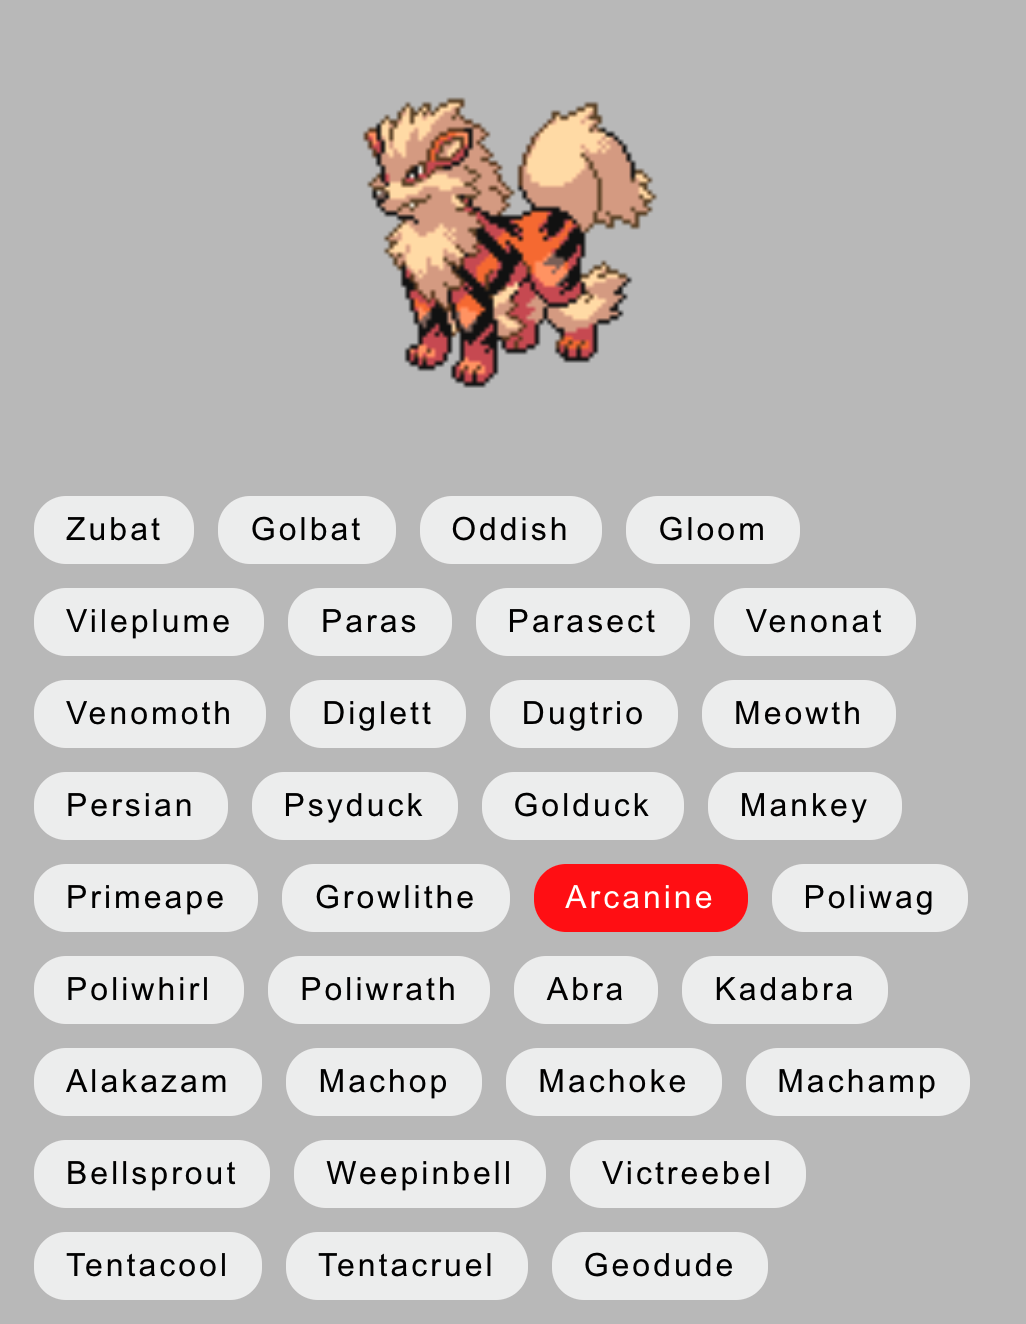 Zubat Golbat Oddish Gloom
Vileplume Paras Parasect Venonat
Venomoth Diglett Dugtrio Meowth
Persian Psyduck Golduck Mankey
Primeape Growlithe Arcanine Poliwag
Poliwhirl Poliwrath Abra Kadabra
Alakazam Machop Machoke Machamp
Bellsprout Weepinbell Victreebel
Tentacool Tentacruel Geodude